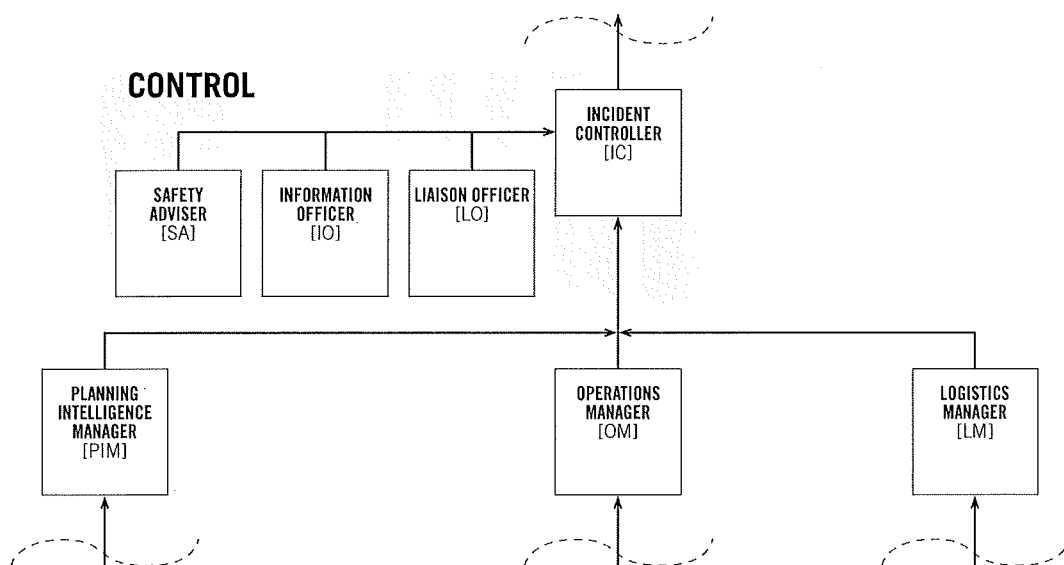 CONTROL
INCIDENT
CONTROLLER
[IC]
SAFETY
ADVISER
[SA]
INFORMATION
OFFICER
[IO]
LIAISON OFFICER
[LO]
PLANNING
INTELLIGENCE
MANAGER
[PIM]
OPERATIONS
MANAGER
[OM]
LOGISTICS
MANAGER
[LM]